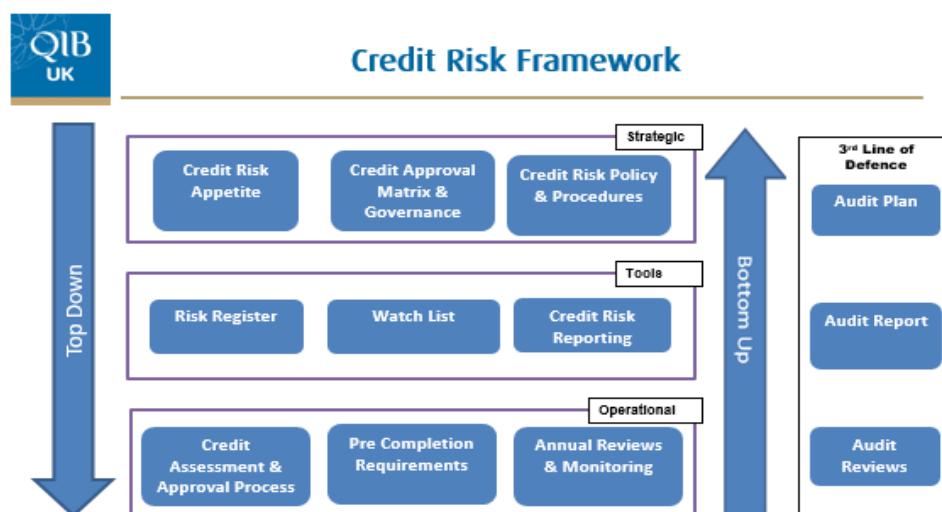 QIB
UK
Credit Risk Framework
Top Down
Strategic
Credit Risk
Appetite
Credit Approval
Matrix &
Governance
Credit Risk Policy
& Procedures
Tools
Risk Register
Watch List
Credit Risk
Reporting
Operational
Credit
Assessment &
Approval Process
Pre Completion
Requirements
Annual Reviews
& Monitoring
Bottom Up
3rd Line of
Defence
Audit Plan
Audit Report
Audit
Reviews